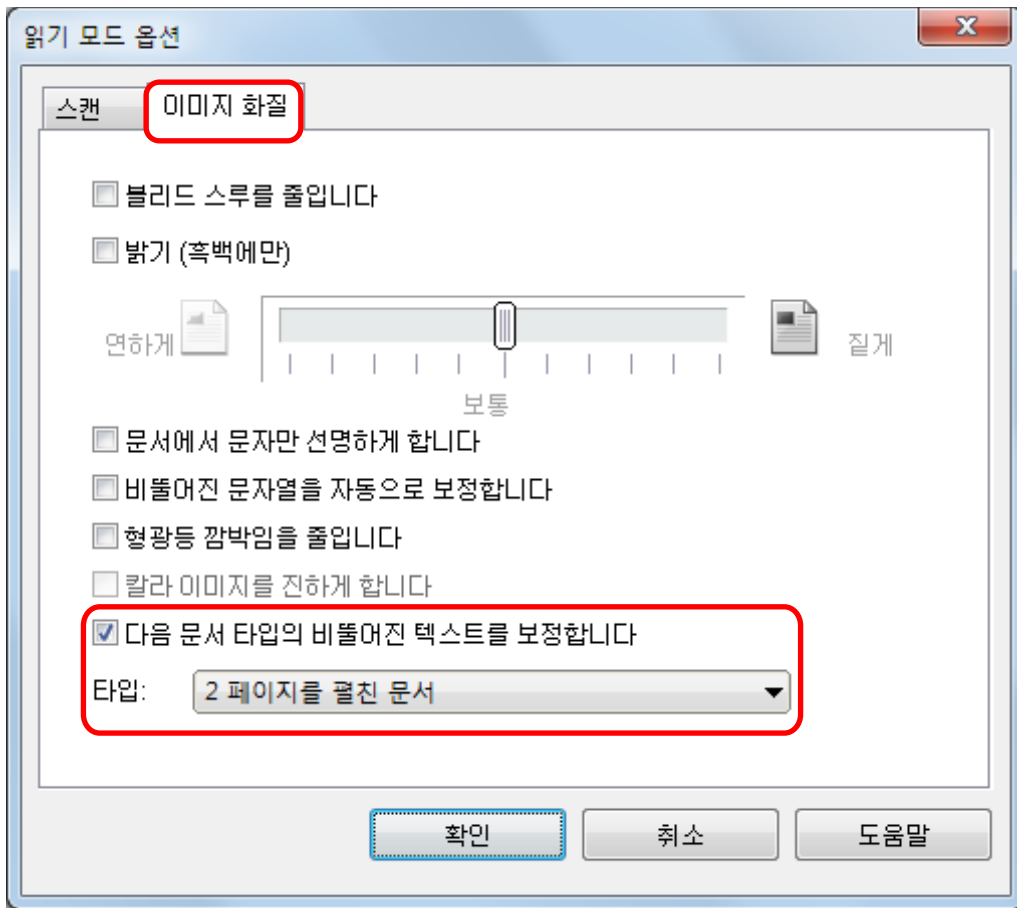 읽기 모드 옵션
스캔
이미지 화질
블리드 스루를 줄입니다
밝기 (흑백에만)
연하게
짙게
보통
문서에서 문자만 선명하게 합니다
비뚤어진 문자열을 자동으로 보정합니다
형광등 깜박임을 줄입니다
칼라 이미지를 진하게 합니다
다음 문서 타입의 비뚤어진 텍스트를 보정합니다
타입:
2 페이지를 펼친 문서
확인
취소
도움말